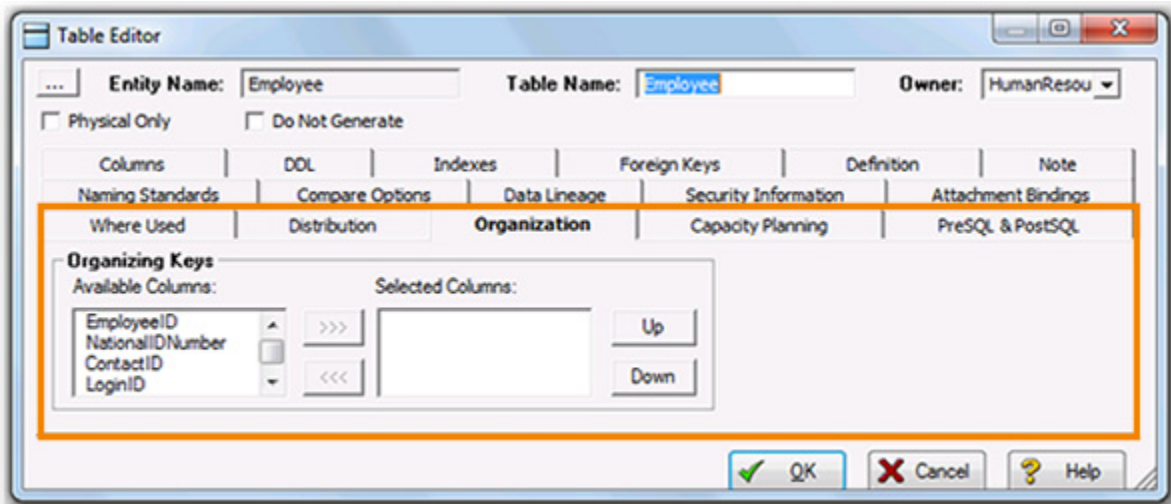 Table Editor
... Entity Name: Employee Table Name: Employee Owner: HumanResou
Physical Only Do Not Generate
Columns DDL Indexes Foreign Keys Definition Note
Naming Standards Compare Options Data Lineage Security Information Attachment Bindings
Where Used Distribution Organization Capacity Planning PreSQL & PostSQL
Organizing Keys
Available Columns: Selected Columns:
EmployeeID
NationalIDNumber
ContactID
LoginID
>>>
<<<
Up
Down
OK Cancel Help